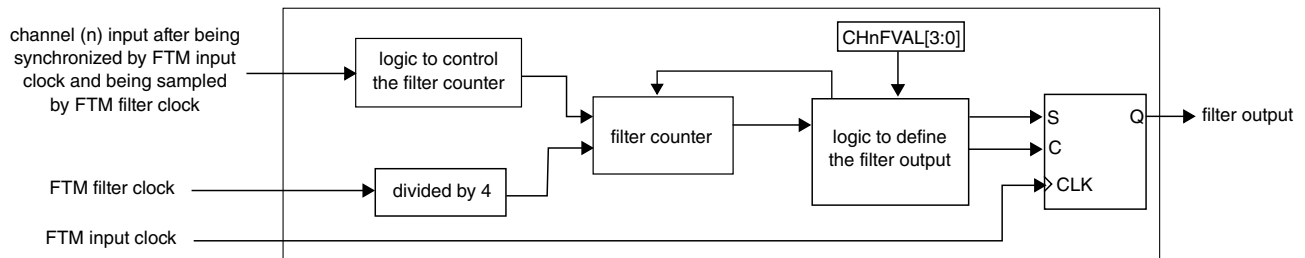 channel (n) input after being
synchronized by FTM input
clock and being sampled
by FTM filter clock
logic to control
the filter counter
CHnFVAL[3:0]
filter counter
logic to define
the filter output
S
Q
C
CLK
filter output
FTM filter clock
divided by 4
FTM input clock